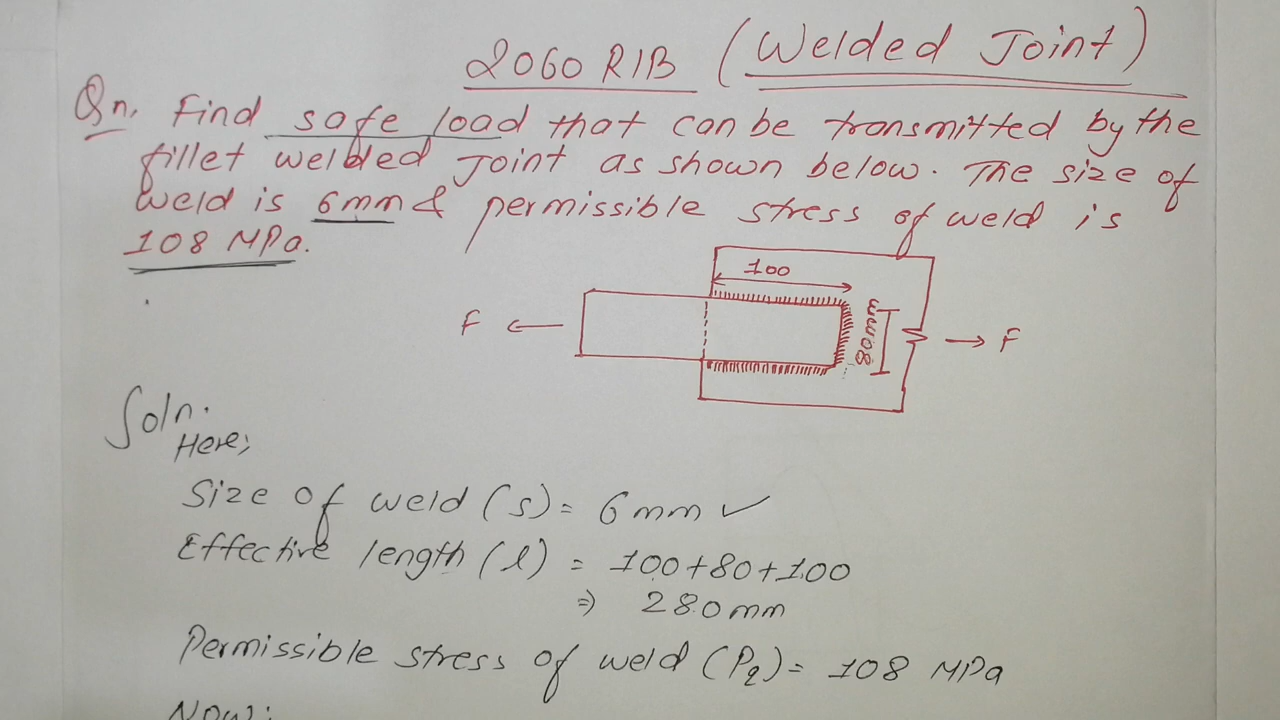 2060 RIB (Welded Joint)
Qn. Find safe load that can be transmitted by the
fillet welded Joint as shown below. The size of
weld is 6mm & permissible stress of weld is
108 MPa.
100
80mm
F ← → F
Soln.
Here;
Size of weld (s) = 6mm ✓
Effective length (l) = 100+80+100
⇒ 280mm
Permissible stress of weld (Pq) = 108 MPa
Now;